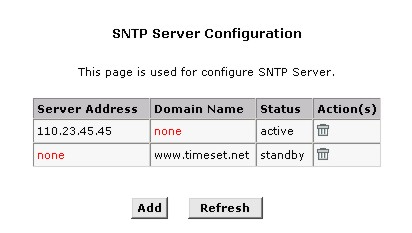 SNTP Server Configuration
This page is used for configure SNTP Server.
Server Address Domain Name Status Action(s)
110.23.45.45 none active
none www.timeset.net standby
Add Refresh